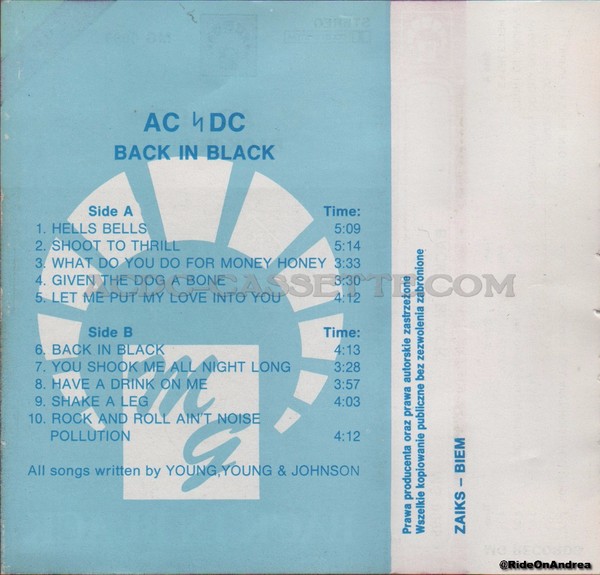 AC ϟ DC
BACK IN BLACK
Side A Time:
1. HELLS BELLS 5:09
2. SHOOT TO THRILL 5:14
3. WHAT DO YOU DO FOR MONEY HONEY 3:33
4. GIVEN THE DOG A BONE 3:30
5. LET ME PUT MY LOVE INTO YOU 4:12
Side B Time:
6. BACK IN BLACK 4:13
7. YOU SHOOK ME ALL NIGHT LONG 3:28
8. HAVE A DRINK ON ME 3:57
9. SHAKE A LEG 4:03
10. ROCK AND ROLL AIN'T NOISE
POLLUTION 4:12
MG
All songs written by YOUNG,YOUNG & JOHNSON
Prawa producenta oraz prawa autorskie zastrzeżone
Wszelkie kopiowanie publiczne bez zezwolenia zabronione
ZAIKS – BIEM
@RideOnAndrea